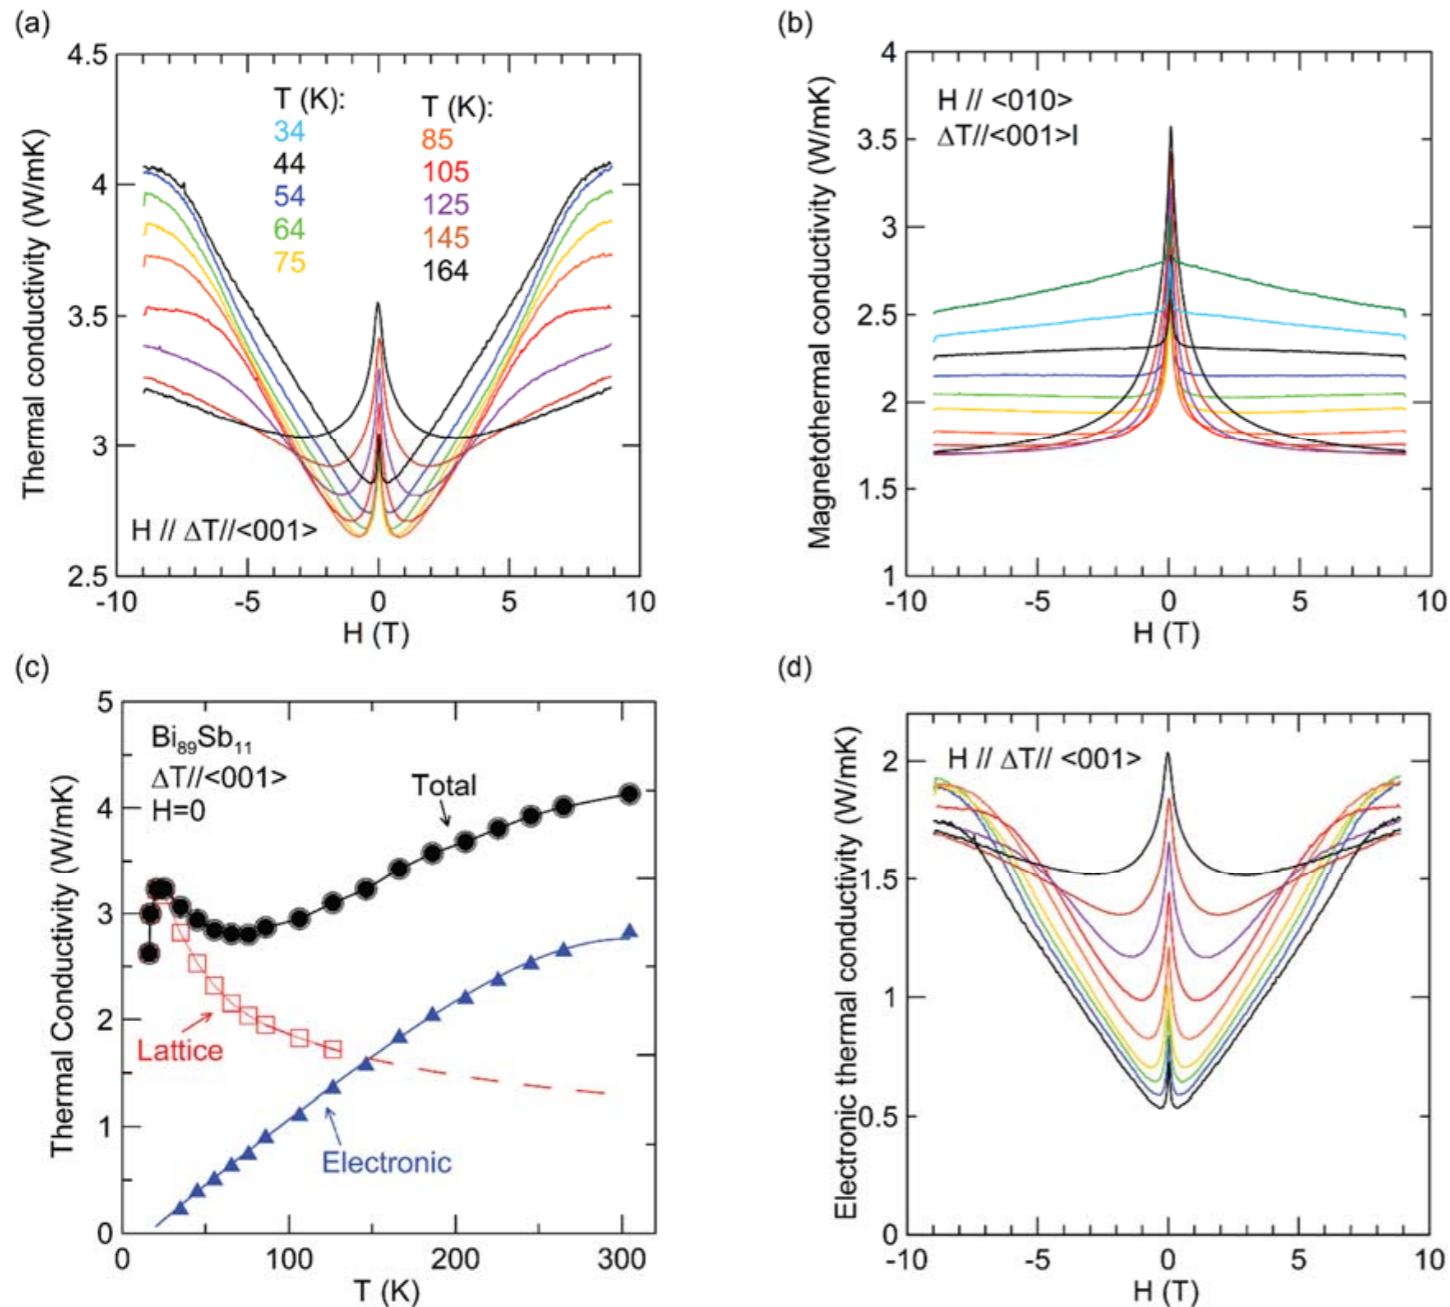 (a)
4.5
4
3.5
3
2.5
-10
-5
0
5
10
Thermal conductivity (W/mK)
H (T)
T (K):
34
44
54
64
75
T (K):
85
105
125
145
164
H // ΔT//<001>
(b)
4
3.5
3
2.5
2
1.5
1
-10
-5
0
5
10
Magnetothermal conductivity (W/mK)
H (T)
H // <010>
ΔT//<001>I
(c)
5
4
3
2
1
0
0
100
200
300
Thermal Conductivity (W/mK)
T (K)
Bi₈₉Sb₁₁
ΔT//<001>
H=0
Total
Lattice
Electronic
(d)
2
1.5
1
0.5
0
-10
-5
0
5
10
Electronic thermal conductivity (W/mK)
H (T)
H // ΔT// <001>